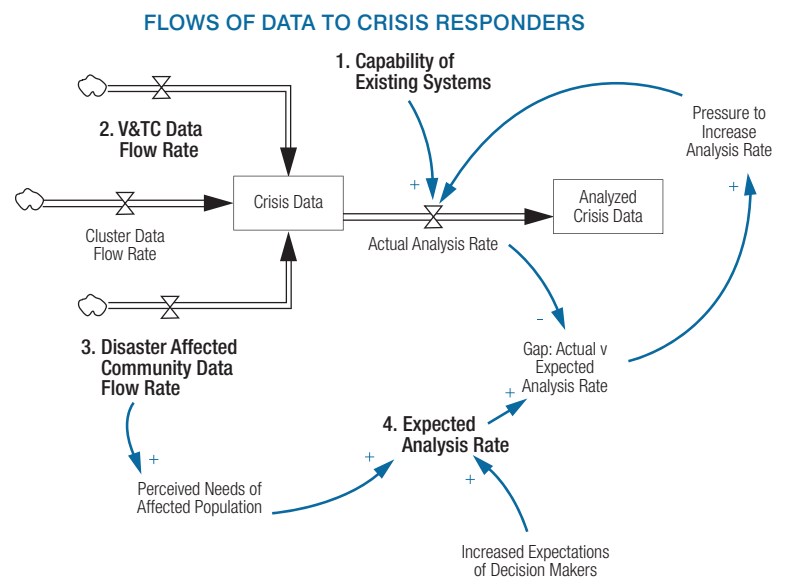 FLOWS OF DATA TO CRISIS RESPONDERS
1. Capability of
Existing Systems
2. V&TC Data
Flow Rate
Pressure to
Increase
Analysis Rate
+
+
Crisis Data
Analyzed
Crisis Data
Cluster Data
Flow Rate
Actual Analysis Rate
3. Disaster Affected
Community Data
Flow Rate
-
Gap: Actual v
Expected
Analysis Rate
+
4. Expected
Analysis Rate
+
+
+
Perceived Needs of
Affected Population
Increased Expectations
of Decision Makers